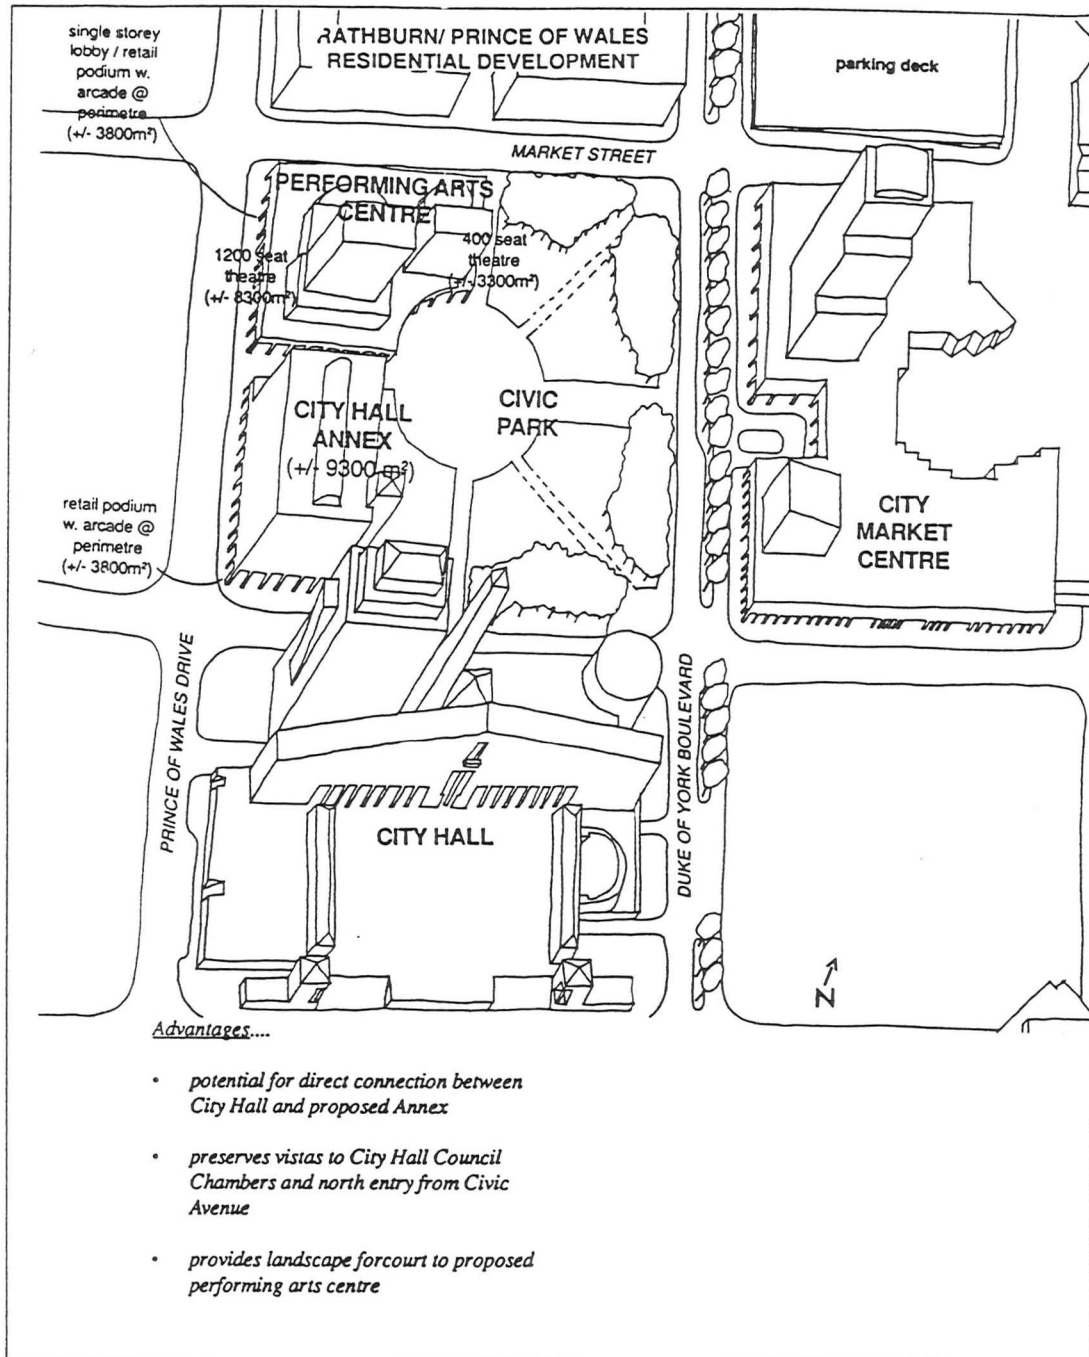 single storey
lobby / retail
podium w.
arcade @
perimetre
(+/- 3800m²)
RATHBURN/ PRINCE OF WALES
RESIDENTIAL DEVELOPMENT
parking deck
MARKET STREET
PERFORMING ARTS
CENTRE
1200 seat
theatre
(+/- 8300m²)
400 seat
theatre
(+/- 3300m²)
CITY HALL
ANNEX
(+/- 9300 m²)
CIVIC
PARK
retail podium
w. arcade @
perimetre
(+/- 3800m²)
CITY
MARKET
CENTRE
PRINCE OF WALES DRIVE
DUKE OF YORK BOULEVARD
CITY HALL
N
Advantages....
• potential for direct connection between
City Hall and proposed Annex
• preserves vistas to City Hall Council
Chambers and north entry from Civic
Avenue
• provides landscape forcourt to proposed
performing arts centre